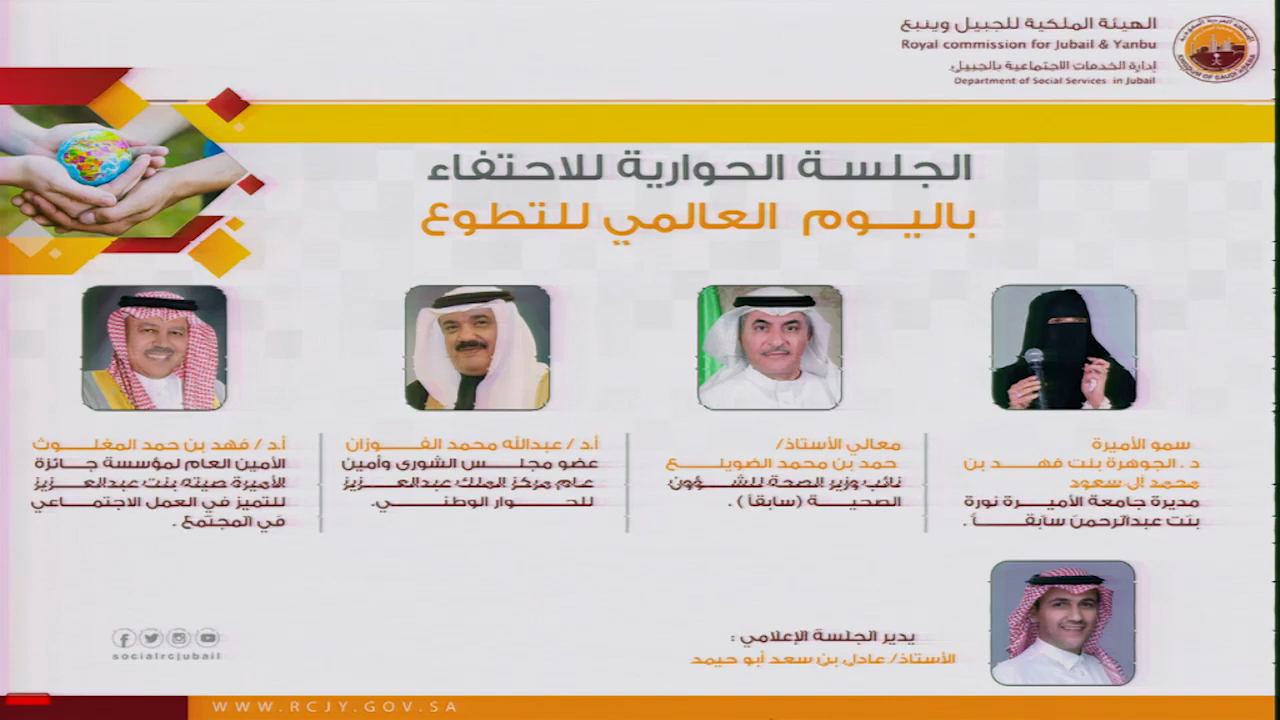 الهيئة الملكية للجبيل وينبع
Royal commission for Jubail & Yanbu
إدارة الخدمات الاجتماعية بالجبيل
Department of Social Services in Jubail
الجلسة الحوارية للاحتفاء
باليوم العالمي للتطوع
سمو الأميرة
د. الجوهرة بنت فهد بن
محمد آل سعود
مديرة جامعة الأميرة نورة
بنت عبدالرحمن سابقاً .
معالي الأستاذ/
حمد بن محمد الضويلع
نائب وزير الصحة للشؤون
الصحية (سابقاً) .
أ.د / عبدالله محمد الفوزان
عضو مجلس الشورى وأمين
عام مركز الملك عبدالعزيز
للحوار الوطني.
أ.د / فهد بن حمد المغلوث
الأمين العام لمؤسسة جائزة
الأميرة صيته بنت عبدالعزيز
للتميز في العمل الاجتماعي
في المجتمع .
يدير الجلسة الإعلامي :
الأستاذ/ عادل بن سعد أبو حيمد
socialrcjubail
WWW.RCJY.GOV.SA